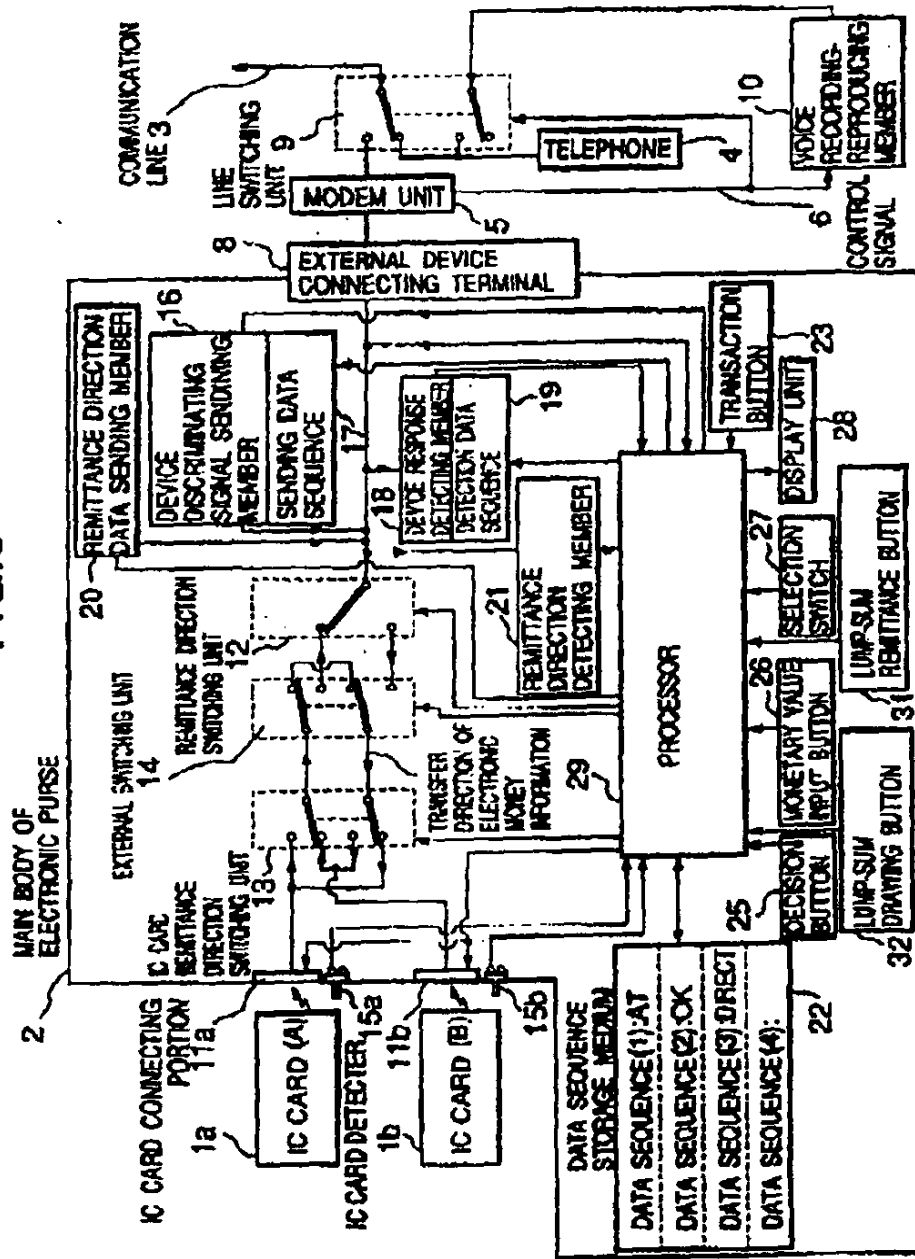 MAIN BODY OF
ELECTRONIC PURSE
2
IC CARD CONNECTING
PORTION
11a
1a
IC CARD (A)
IC CARD DETECTER
15a
11b
1b
IC CARD (B)
15b
IC CARD
REMITTANCE
DIRECTION
SWITCHING UNIT
13
EXTERNAL SWITCHING UNIT
14
REMITTANCE DIRECTION
SWITCHING UNIT
12
TRANSFER
DIRECTION OF
ELECTRONIC
MONEY
INFORMATION
20
REMITTANCE DIRECTION
DATA SENDING MEMBER
16
DEVICE
DISCRIMINATING
SIGNAL SENDINING
MEMBER
SENDING DATA
SEQUENCE
17
18
DEVICE RESPONSE
DETECTING MEMBER
DETECTION DATA
SEQUENCE
19
21
REMITTANCE
DIRECTION
DETECTING MEMBER
8
EXTERNAL DEVICE
CONNECTING TERMINAL
LINE
SWITCHING
UNIT
9
MODEM UNIT
5
COMMUNICATION
LINE 3
TELEPHONE
4
10
VOICE
RECORDING-
REPRODUCING
MEMBER
6
CONTROL
SIGNAL
29
PROCESSOR
DATA SEQUENCE
STORAGE MEDIUM
DATA SEQUENCE(1):AT
DATA SEQUENCE(2):OK
DATA SEQUENCE(3):DIRECT
DATA SEQUENCE(4):
22
25
DECISION
BUTTON
26
MONETARY VALUE
INPUT BUTTON
27
SELECTION
SWITCH
DISPLAY UNIT
28
TRANSACTION
BUTTON
23
32
LUMP-SUM
DRAWING BUTTON
31
LUMP-SUM
REMITTANCE BUTTON